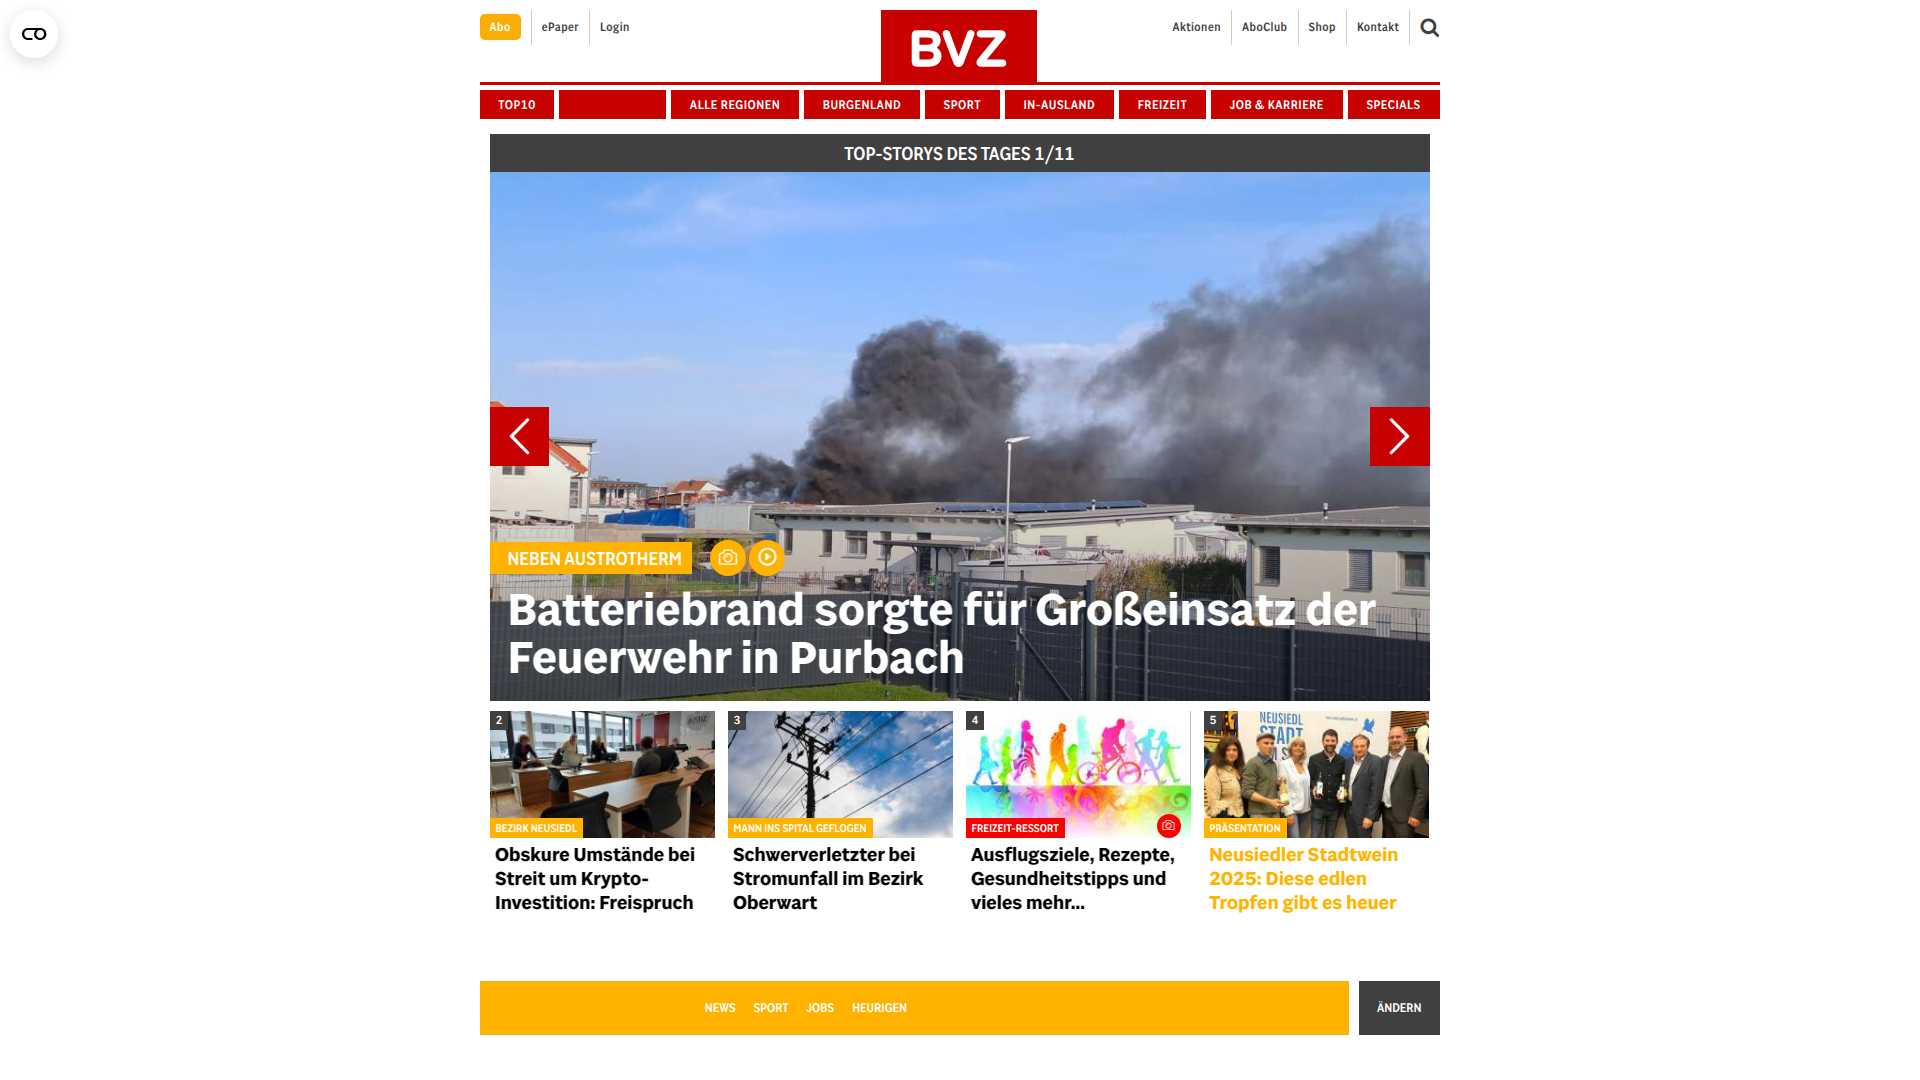 Abo
ePaper
Login
BVZ
Aktionen
AboClub
Shop
Kontakt
TOP10
ALLE REGIONEN
BURGENLAND
SPORT
IN-AUSLAND
FREIZEIT
JOB & KARRIERE
SPECIALS
TOP-STORYS DES TAGES 1/11
NEBEN AUSTROTHERM
Batteriebrand sorgte für Großeinsatz der
Feuerwehr in Purbach
2
BEZIRK NEUSIEDL
Obskure Umstände bei
Streit um Krypto-
Investition: Freispruch
3
MANN INS SPITAL GEFLOGEN
Schwerverletzter bei
Stromunfall im Bezirk
Oberwart
4
FREIZEIT-RESSORT
Ausflugsziele, Rezepte,
Gesundheitstipps und
vieles mehr...
5
NEUSIEDL
STADT
PRÄSENTATION
Neusiedler Stadtwein
2025: Diese edlen
Tropfen gibt es heuer
NEWS
SPORT
JOBS
HEURIGEN
ÄNDERN